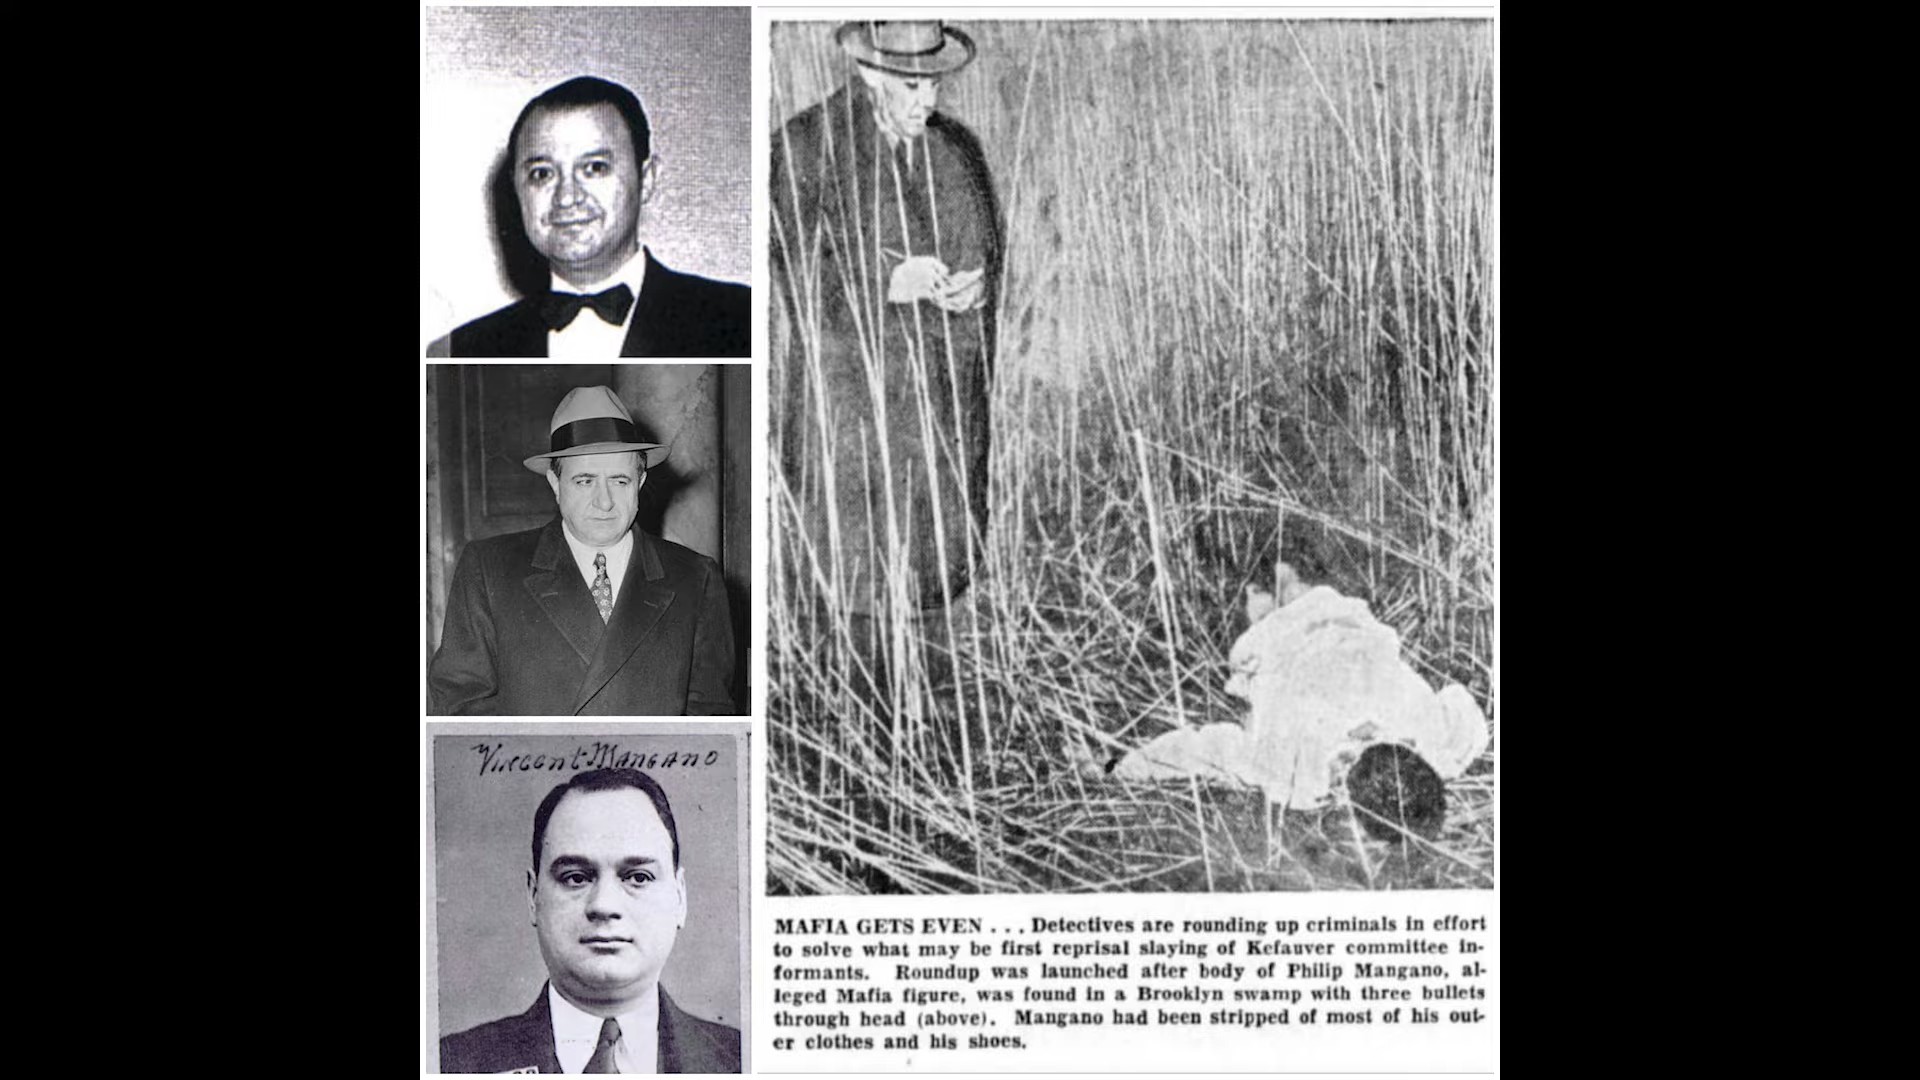 Vincent Mangano
MAFIA GETS EVEN . . . Detectives are rounding up criminals in effort
to solve what may be first reprisal slaying of Kefauver committee in-
formants. Roundup was launched after body of Philip Mangano, al-
leged Mafia figure, was found in a Brooklyn swamp with three bullets
through head (above). Mangano had been stripped of most of his out-
er clothes and his shoes.